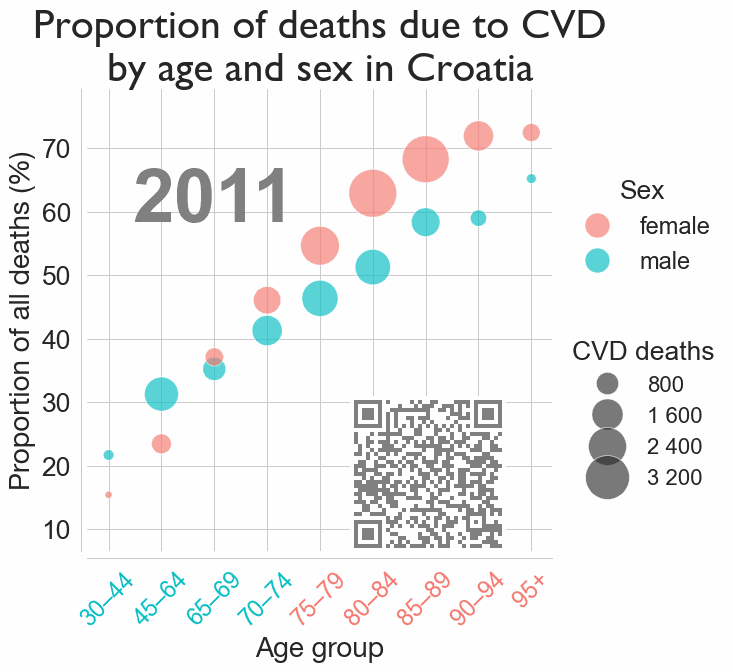 Proportion of deaths due to CVD
by age and sex in Croatia
Proportion of all deaths (%)
70
60
50
40
30
20
10
2011
30–44
45–64
65–69
70–74
75–79
80–84
85–89
90–94
95+
Age group
Sex
female
male
CVD deaths
800
1 600
2 400
3 200